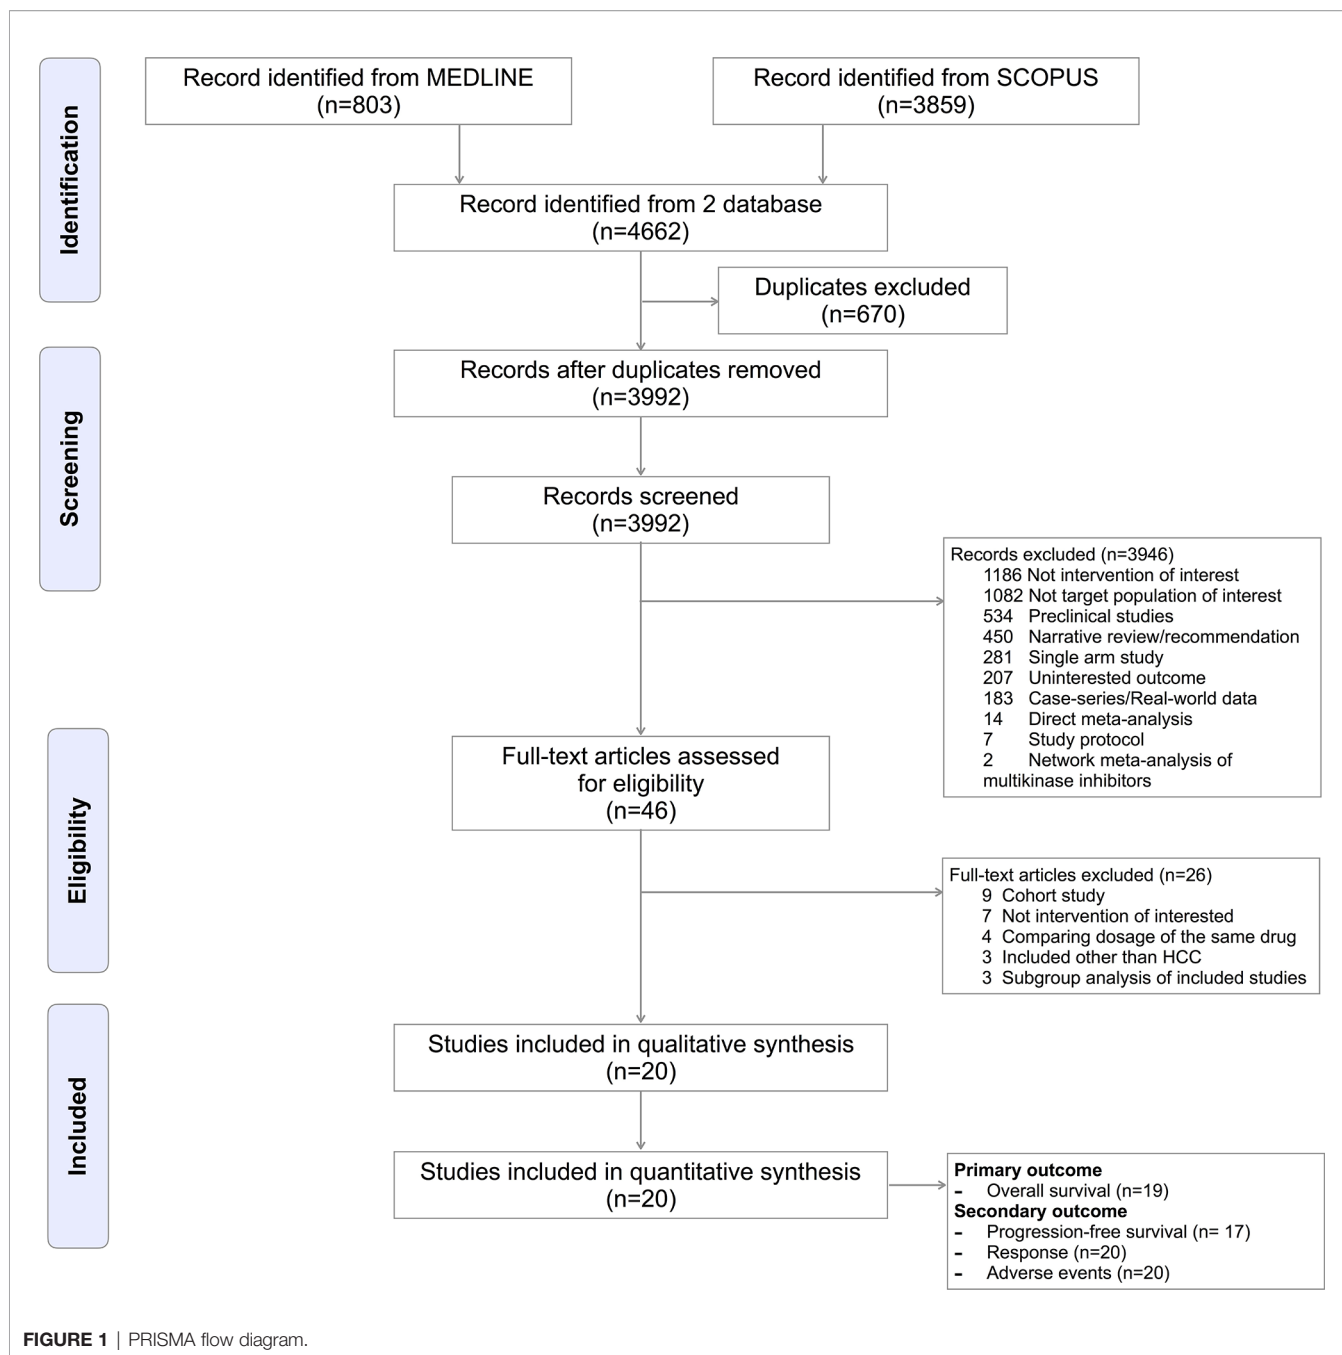 Identification
Record identified from MEDLINE
(n=803)
Record identified from SCOPUS
(n=3859)
Record identified from 2 database
(n=4662)
Duplicates excluded
(n=670)
Screening
Records after duplicates removed
(n=3992)
Records screened
(n=3992)
Records excluded (n=3946)
1186 Not intervention of interest
1082 Not target population of interest
534 Preclinical studies
450 Narrative review/recommendation
281 Single arm study
207 Uninterested outcome
183 Case-series/Real-world data
14 Direct meta-analysis
7 Study protocol
2 Network meta-analysis of
multikinase inhibitors
Eligibility
Full-text articles assessed
for eligibility
(n=46)
Full-text articles excluded (n=26)
9 Cohort study
7 Not intervention of interested
4 Comparing dosage of the same drug
3 Included other than HCC
3 Subgroup analysis of included studies
Included
Studies included in qualitative synthesis
(n=20)
Studies included in quantitative synthesis
(n=20)
Primary outcome
- Overall survival (n=19)
Secondary outcome
- Progression-free survival (n= 17)
- Response (n=20)
- Adverse events (n=20)
FIGURE 1 | PRISMA flow diagram.